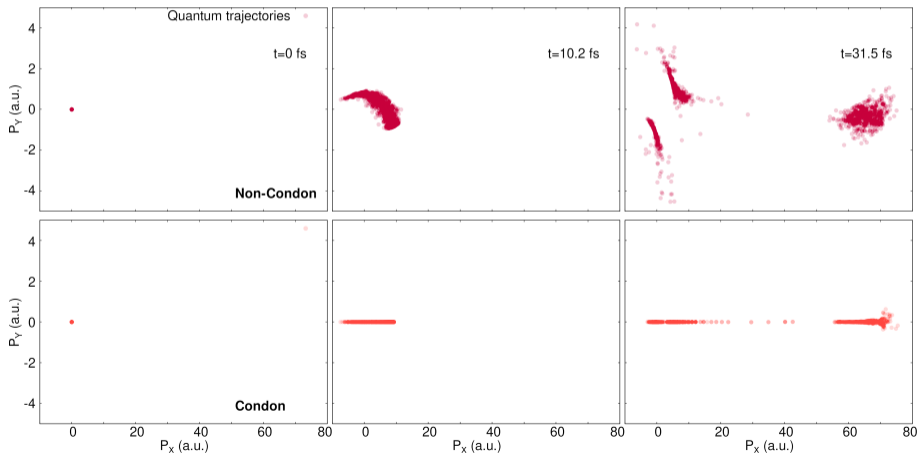 Quantum trajectories
t=0 fs
t=10.2 fs
t=31.5 fs
4
2
0
-2
-4
P_Y (a.u.)
Non-Condon
4
2
0
-2
-4
P_Y (a.u.)
Condon
0 20 40 60 80
0 20 40 60 80
0 20 40 60 80
P_X (a.u.)
P_X (a.u.)
P_X (a.u.)